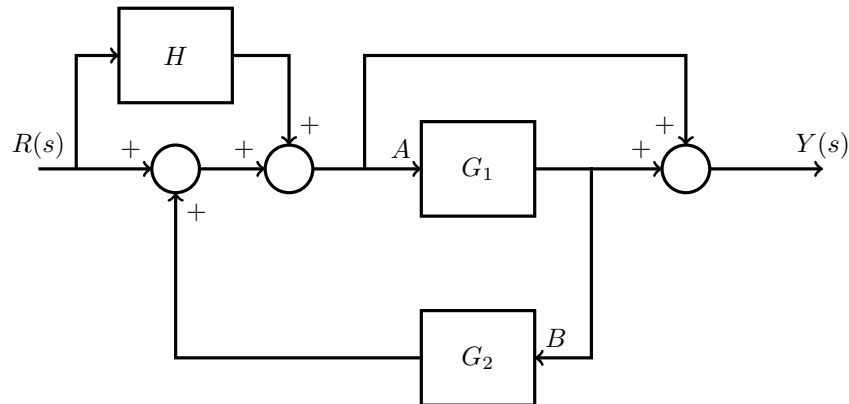 H
R(s)
+
+
+
+
A
G₁
+
+
Y(s)
+
G₂
B